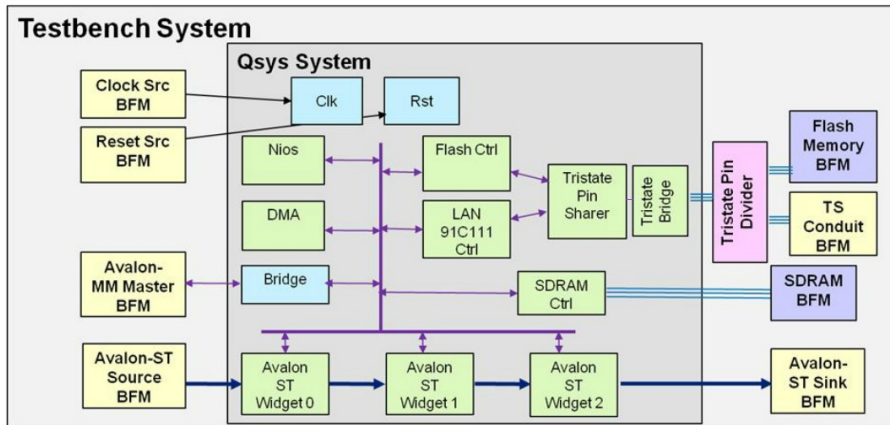 Testbench System
Qsys System
Clock Src
BFM
Clk
Rst
Reset Src
BFM
Nios
Flash Ctrl
Tristate
Pin
Sharer
Tristate
Bridge
Tristate Pin
Divider
Flash
Memory
BFM
DMA
LAN
91C111
Ctrl
TS
Conduit
BFM
Avalon-
MM Master
BFM
Bridge
SDRAM
Ctrl
SDRAM
BFM
Avalon-ST
Source
BFM
Avalon
ST
Widget 0
Avalon
ST
Widget 1
Avalon
ST
Widget 2
Avalon-
ST Sink
BFM